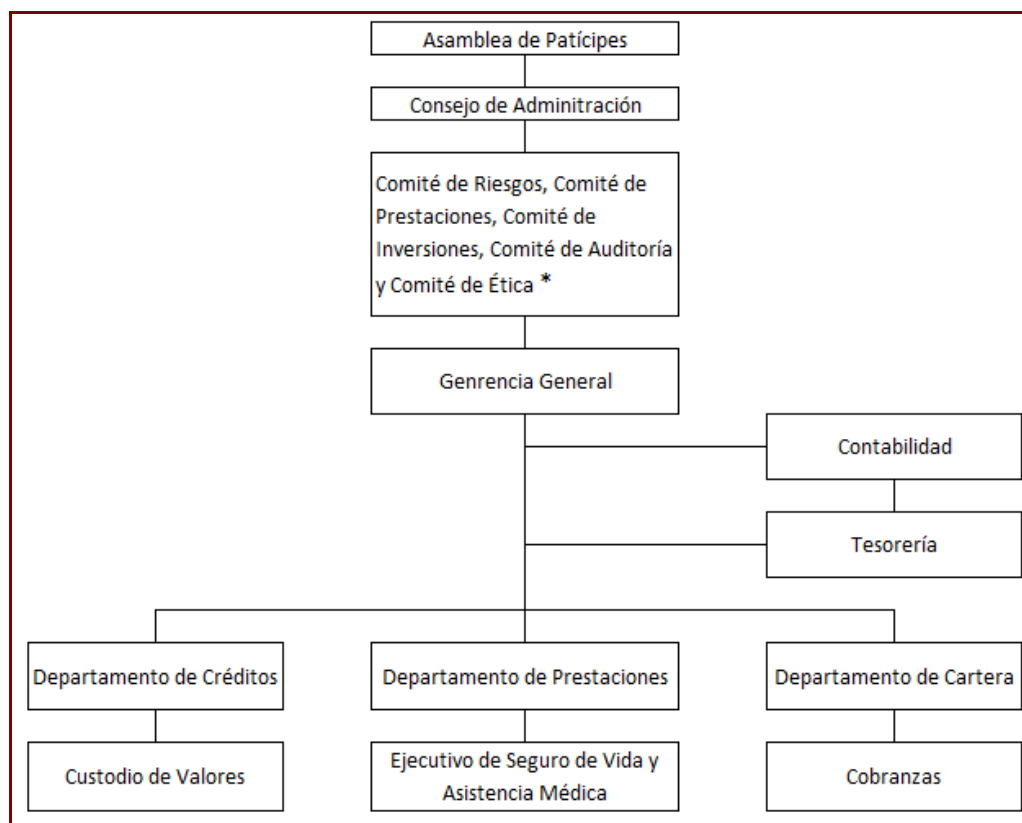 Asamblea de Patícipes
Consejo de Adminitración
Comité de Riesgos, Comité de
Prestaciones, Comité de
Inversiones, Comité de Auditoría
y Comité de Ética *
Genrencia General
Contabilidad
Tesorería
Departamento de Créditos
Departamento de Prestaciones
Departamento de Cartera
Custodio de Valores
Ejecutivo de Seguro de Vida y
Asistencia Médica
Cobranzas